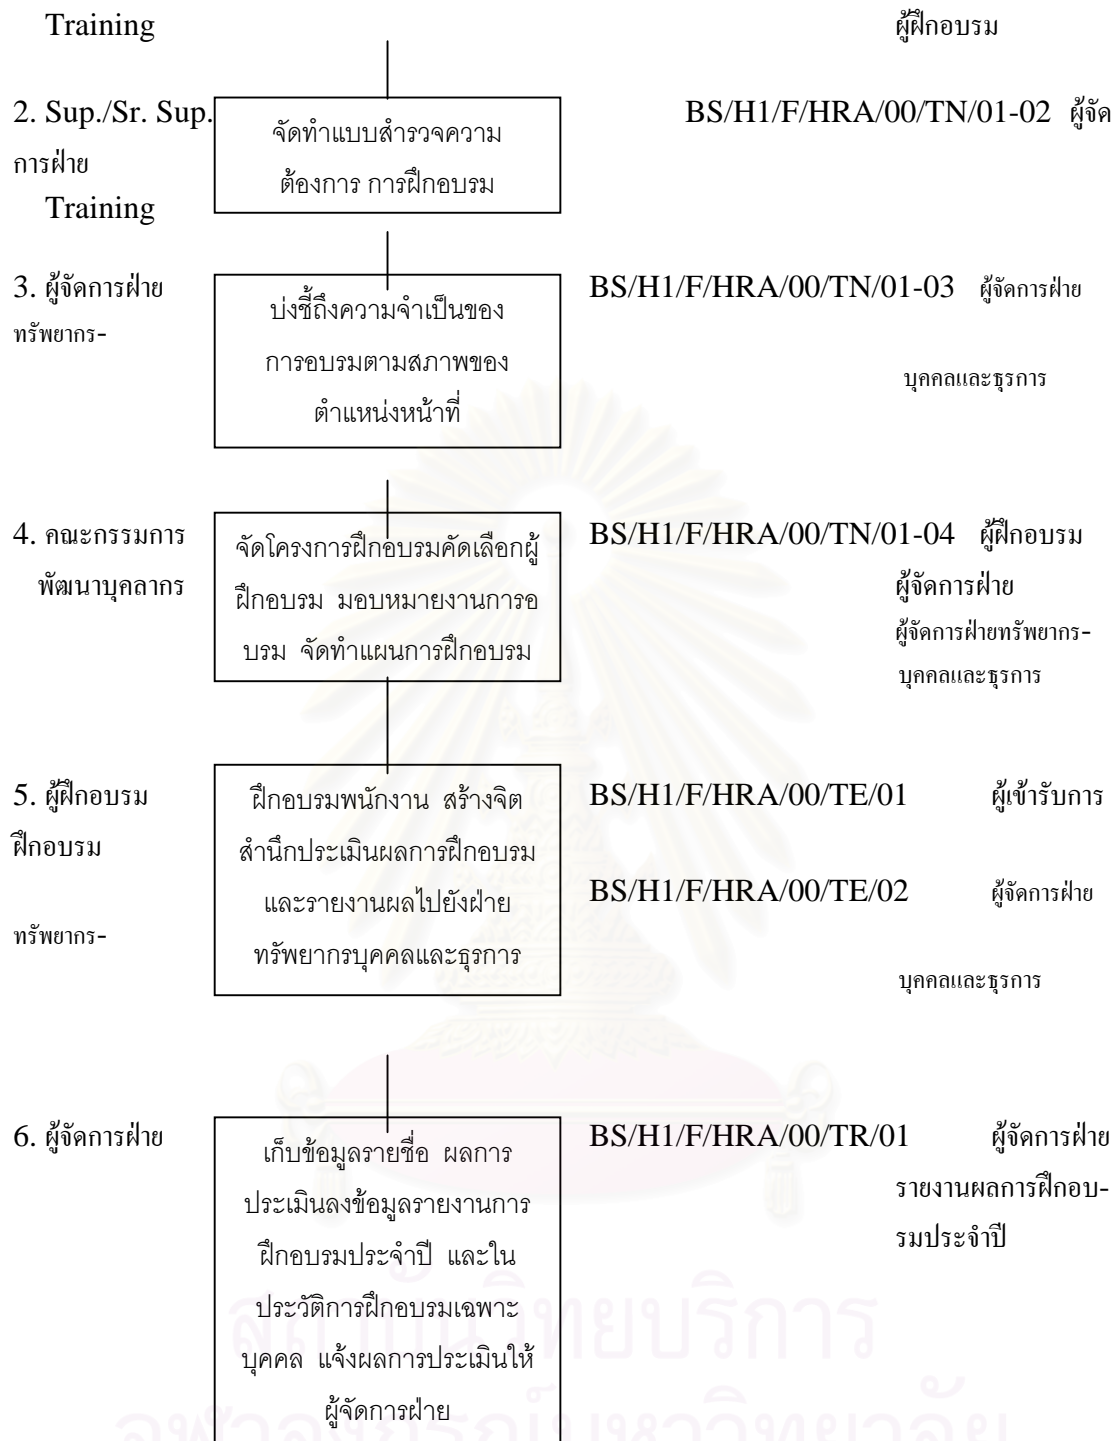 Training ผู้ฝึกอบรม
2. Sup./Sr. Sup. BS/H1/F/HRA/00/TN/01-02 ผู้จัด
จัดทำแบบสำรวจความ
การฝ่าย
ต้องการ การฝึกอบรม
Training
3. ผู้จัดการฝ่าย BS/H1/F/HRA/00/TN/01-03 ผู้จัดการฝ่าย
บ่งชี้ถึงความจำเป็นของ
ทรัพยากร-
การอบรมตามสภาพของ
บุคคลและธุรการ
ตำแหน่งหน้าที่
4. คณะกรรมการ BS/H1/F/HRA/00/TN/01-04 ผู้ฝึกอบรม
จัดโครงการฝึกอบรมคัดเลือกผู้
พัฒนาบุคลากร ผู้จัดการฝ่าย
ฝึกอบรม มอบหมายงานการอ
ผู้จัดการฝ่ายทรัพยากร-
บรม จัดทำแผนการฝึกอบรม
บุคคลและธุรการ
5. ผู้ฝึกอบรม BS/H1/F/HRA/00/TE/01 ผู้เข้ารับการ
ฝึกอบรมพนักงาน สร้างจิต
ฝึกอบรม
สำนึกประเมินผลการฝึกอบรม
BS/H1/F/HRA/00/TE/02 ผู้จัดการฝ่าย
และรายงานผลไปยังฝ่าย
ทรัพยากร-
ทรัพยากรบุคคลและธุรการ
บุคคลและธุรการ
6. ผู้จัดการฝ่าย BS/H1/F/HRA/00/TR/01 ผู้จัดการฝ่าย
เก็บข้อมูลรายชื่อ ผลการ
รายงานผลการฝึกอบ-
ประเมินลงข้อมูลรายงานการ
รมประจำปี
ฝึกอบรมประจำปี และใน
ประวัติการฝึกอบรมเฉพาะ
บุคคล แจ้งผลการประเมินให้
ผู้จัดการฝ่าย
สถาบันวิทยบริการ
จุฬาลงกรณ์มหาวิทยาลัย